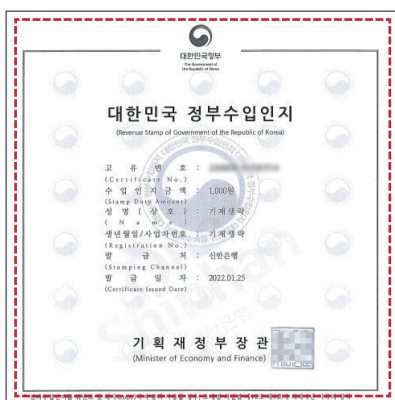 대한민국정부
The Government of
the Republic of Korea
대한민국 정부수입인지
(Revenue Stamp of Government of the Republic of Korea)
고 유 번 호 :
(Certificate No.)
수 입 인 지 금 액 : 1,000원
(Stamp Duty Amount)
성 명 ( 상 호 ) : 기재생략
( N a m e )
생년월일/사업자번호 : 기재생략
(Registration No.)
발 급 처 : 신한은행
(Stamping Channel)
발 급 일 자 : 2022.01.25
(Certificate Issued Date)
기 획 재 정 부 장 관
(Minister of Economy and Finance)